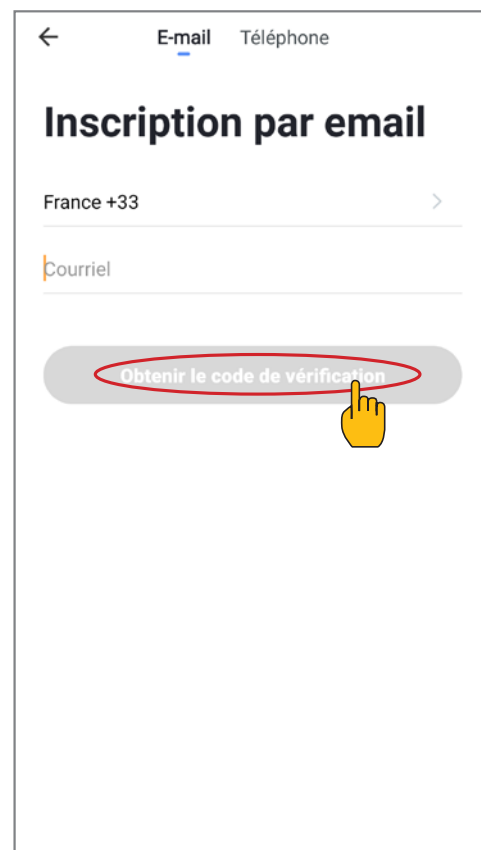 E-mail Téléphone
Inscription par email
France +33
Courriel
Obtenir le code de vérification